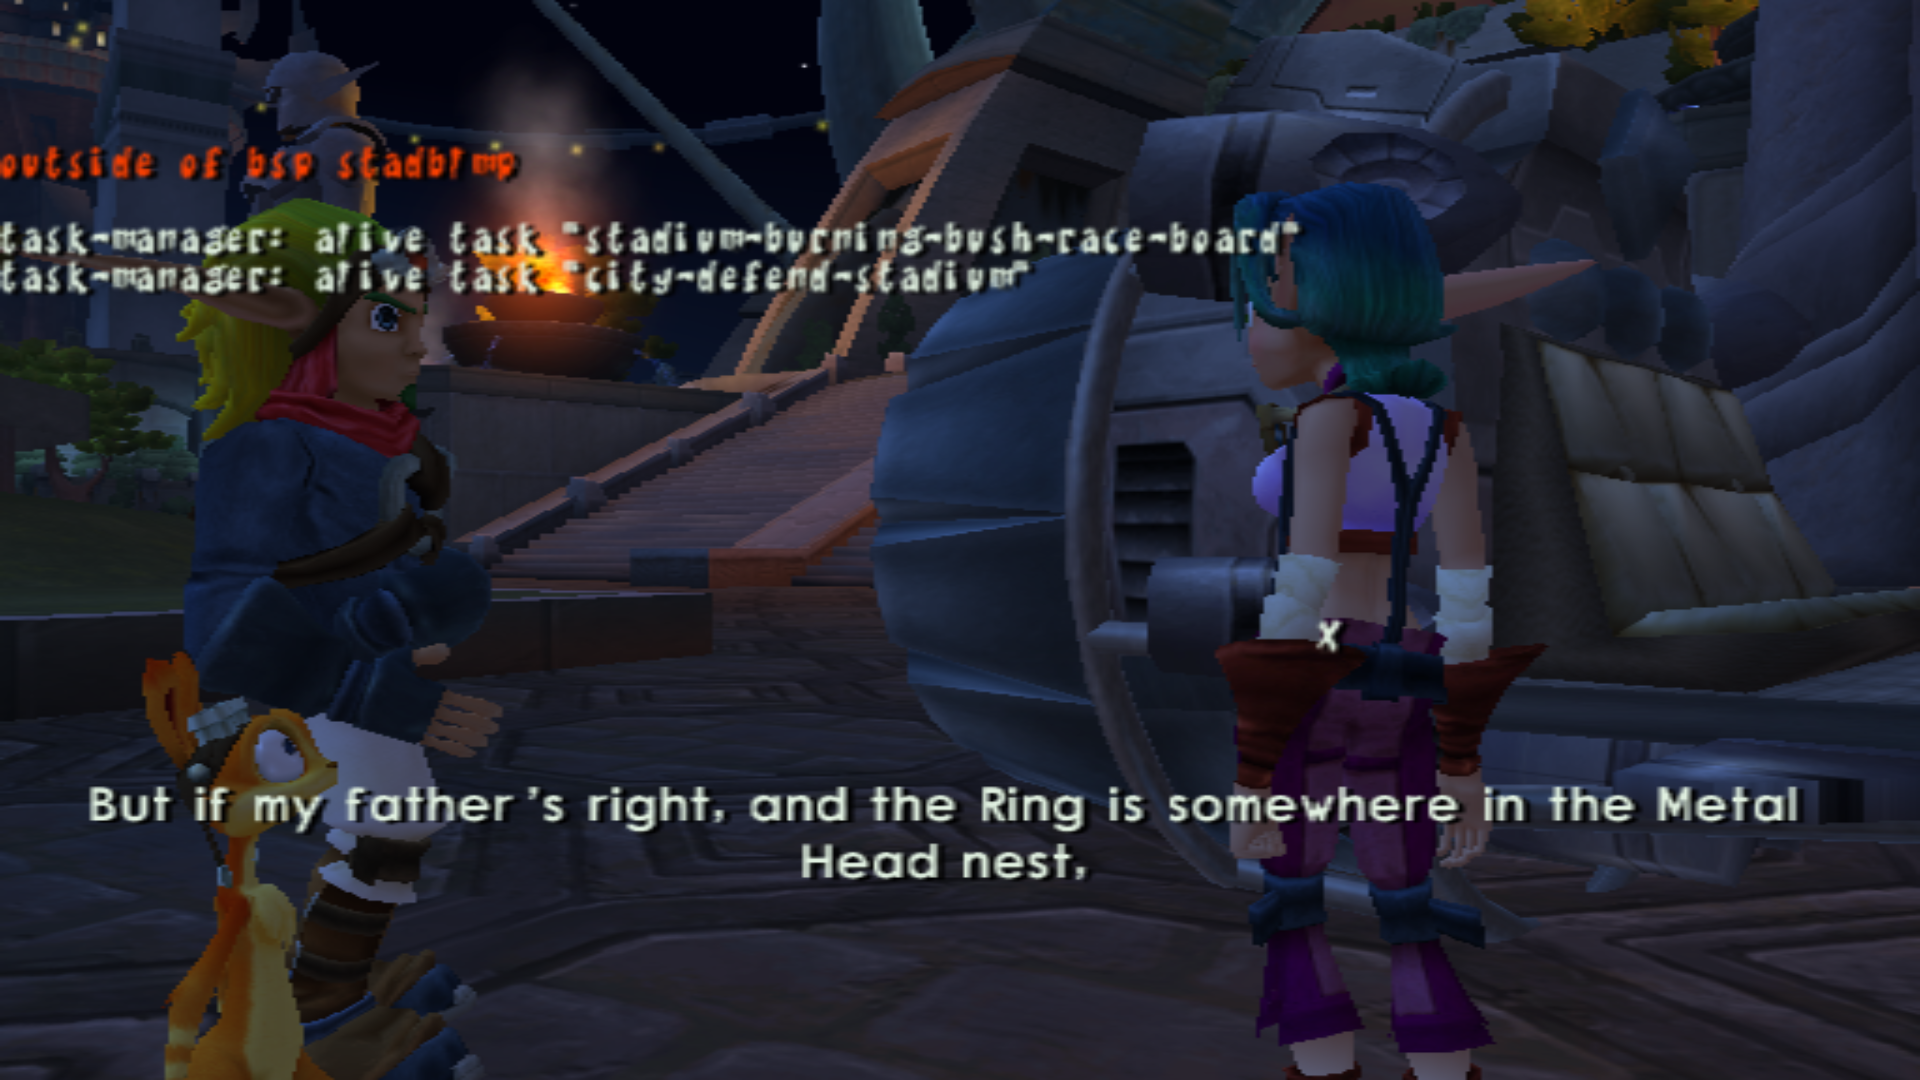 outside of bsp stadblmp
task-manager: alive task "stadium-burning-bush-race-board"
task-manager: alive task "city-defend-stadium"
x
But if my father's right, and the Ring is somewhere in the Metal
Head nest,